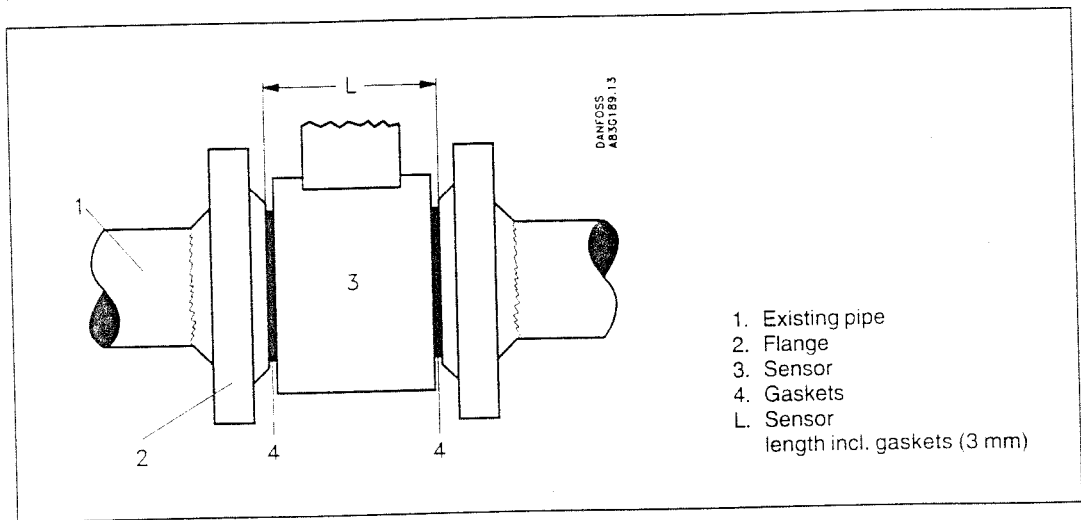 L
DANFOSS
A83G189.13
1
3
2
4
4
1. Existing pipe
2. Flange
3. Sensor
4. Gaskets
L. Sensor
length incl. gaskets (3 mm)